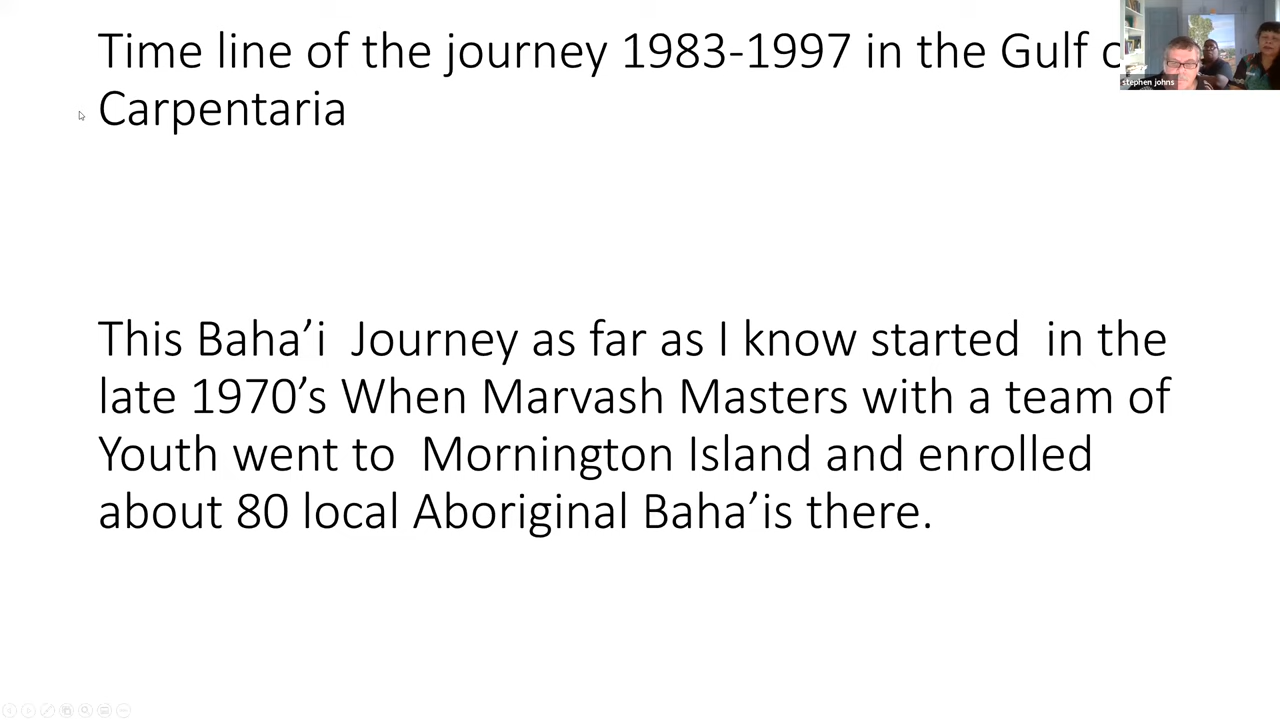 Time line of the journey 1983-1997 in the Gulf
Carpentaria
stephen johns
This Baha’i Journey as far as I know started in the
late 1970’s When Marvash Masters with a team of
Youth went to Mornington Island and enrolled
about 80 local Aboriginal Baha’is there.